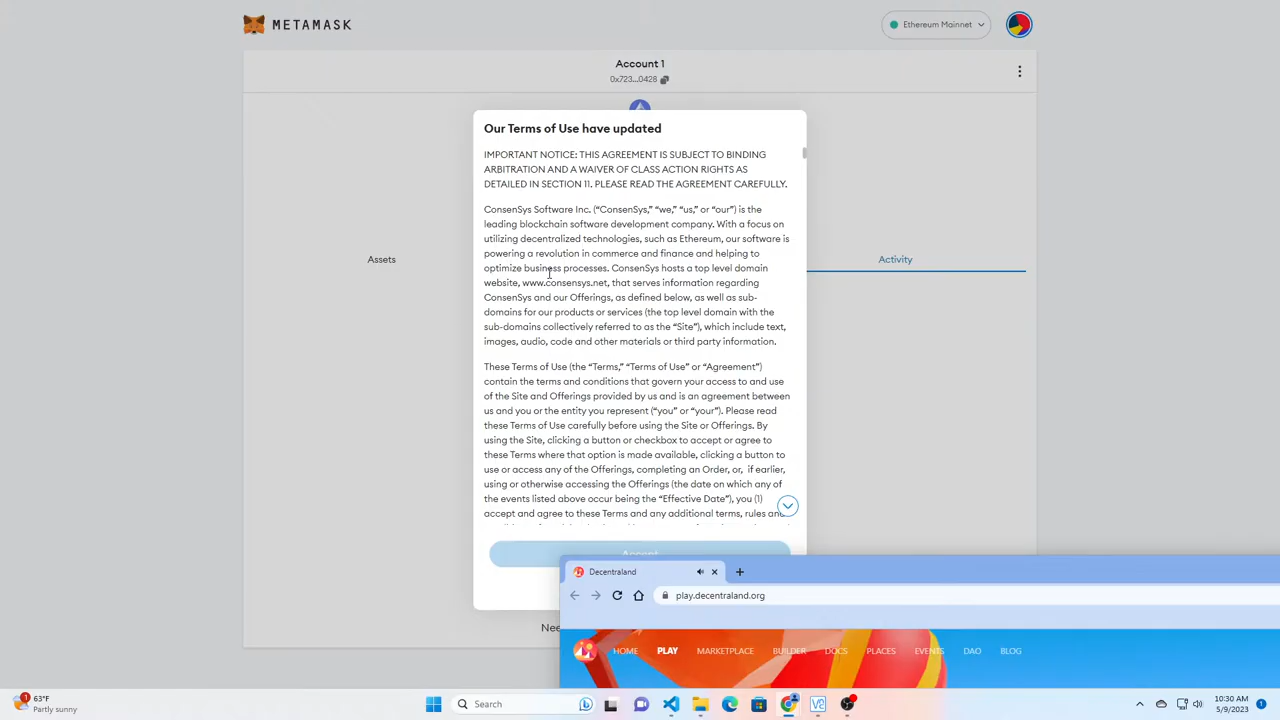 METAMASK
Ethereum Mainnet
Account 1
0x723...0428
Our Terms of Use have updated
IMPORTANT NOTICE: THIS AGREEMENT IS SUBJECT TO BINDING
ARBITRATION AND A WAIVER OF CLASS ACTION RIGHTS AS
DETAILED IN SECTION 11. PLEASE READ THE AGREEMENT CAREFULLY.
ConsenSys Software Inc. (“ConsenSys,” “we,” “us,” or “our”) is the
leading blockchain software development company. With a focus on
utilizing decentralized technologies, such as Ethereum, our software is
powering a revolution in commerce and finance and helping to
optimize business processes. ConsenSys hosts a top level domain
website, www.consensys.net, that serves information regarding
ConsenSys and our Offerings, as defined below, as well as sub-
domains for our products or services (the top level domain with the
sub-domains collectively referred to as the “Site”), which include text,
images, audio, code and other materials or third party information.
These Terms of Use (the “Terms,” “Terms of Use” or “Agreement”)
contain the terms and conditions that govern your access to and use
of the Site and Offerings provided by us and is an agreement between
us and you or the entity you represent (“you” or “your”). Please read
these Terms of Use carefully before using the Site or Offerings. By
using the Site, clicking a button or checkbox to accept or agree to
these Terms where that option is made available, clicking a button to
use or access any of the Offerings, completing an Order, or,  if earlier,
using or otherwise accessing the Offerings (the date on which any of
the events listed above occur being the “Effective Date”), you (1)
accept and agree to these Terms and any additional terms, rules and
Assets
Activity
Accept
Nee
Decentraland
play.decentraland.org
HOME PLAY MARKETPLACE BUILDER DOCS PLACES EVENTS DAO BLOG
1
63°F
Partly sunny
Search
10:30 AM
5/9/2023
1